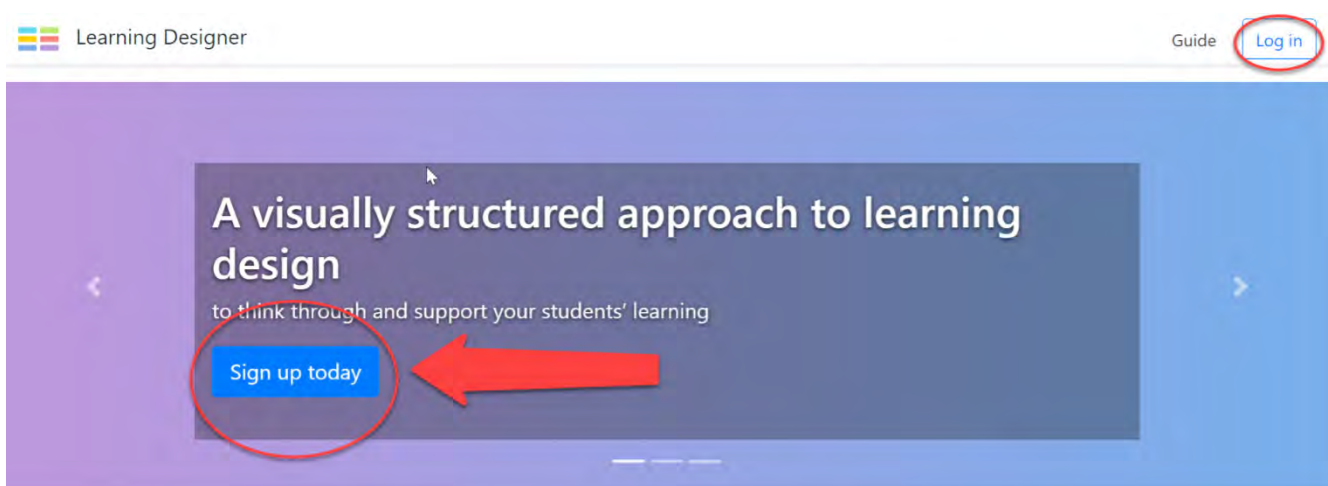 Learning Designer
Guide
Log in
A visually structured approach to learning
design
to think through and support your students' learning
Sign up today